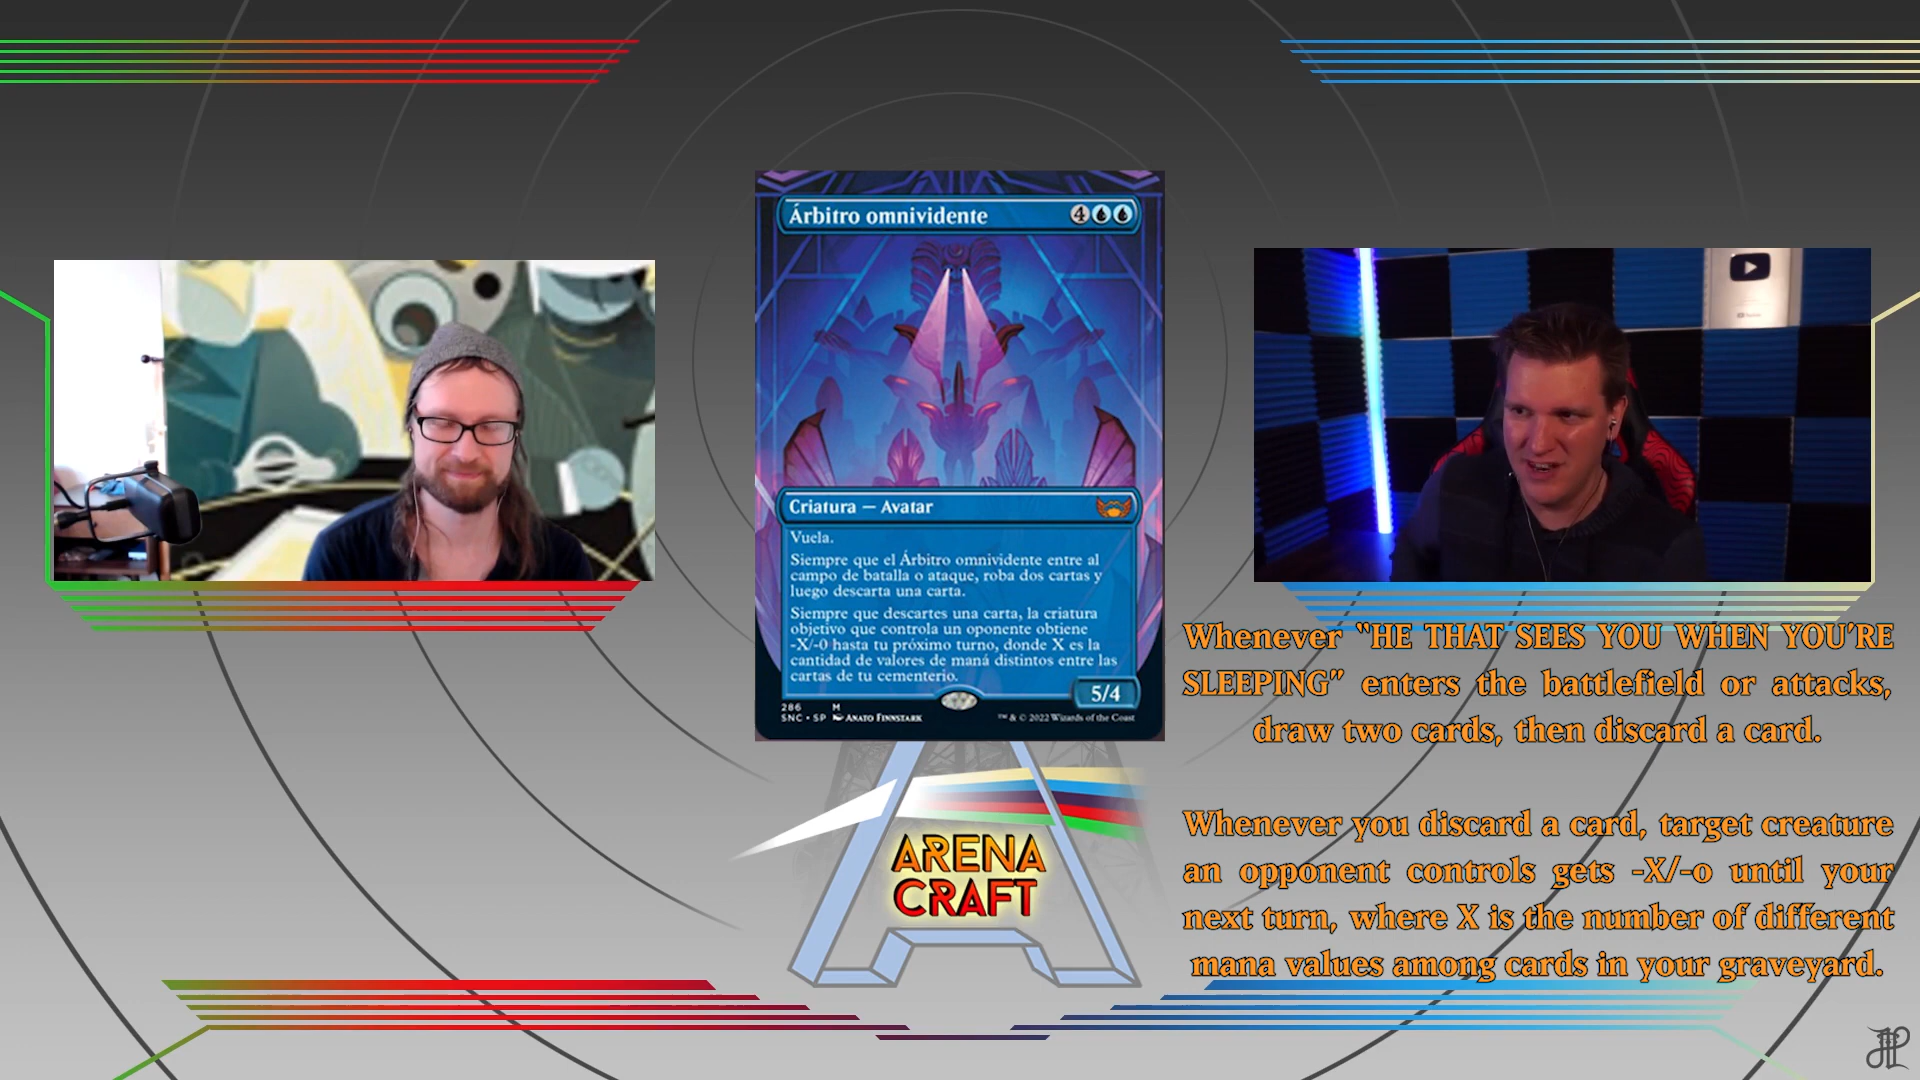 Árbitro omnividente 4
Criatura — Avatar
Vuela.
Siempre que el Árbitro omnividente entre al
campo de batalla o ataque, roba dos cartas y
luego descarta una carta.
Siempre que descartes una carta, la criatura
objetivo que controla un oponente obtiene
-X/-0 hasta tu próximo turno, donde X es la
cantidad de valores de maná distintos entre las
cartas de tu cementerio.
5/4
286 M
SNC • SP ANATO FINNSTARK
™ & © 2022 Wizards of the Coast
Whenever “HE THAT SEES YOU WHEN YOU’RE
SLEEPING” enters the battlefield or attacks,
draw two cards, then discard a card.
Whenever you discard a card, target creature
an opponent controls gets -X/-0 until your
next turn, where X is the number of different
mana values among cards in your graveyard.
ARENA
CRAFT